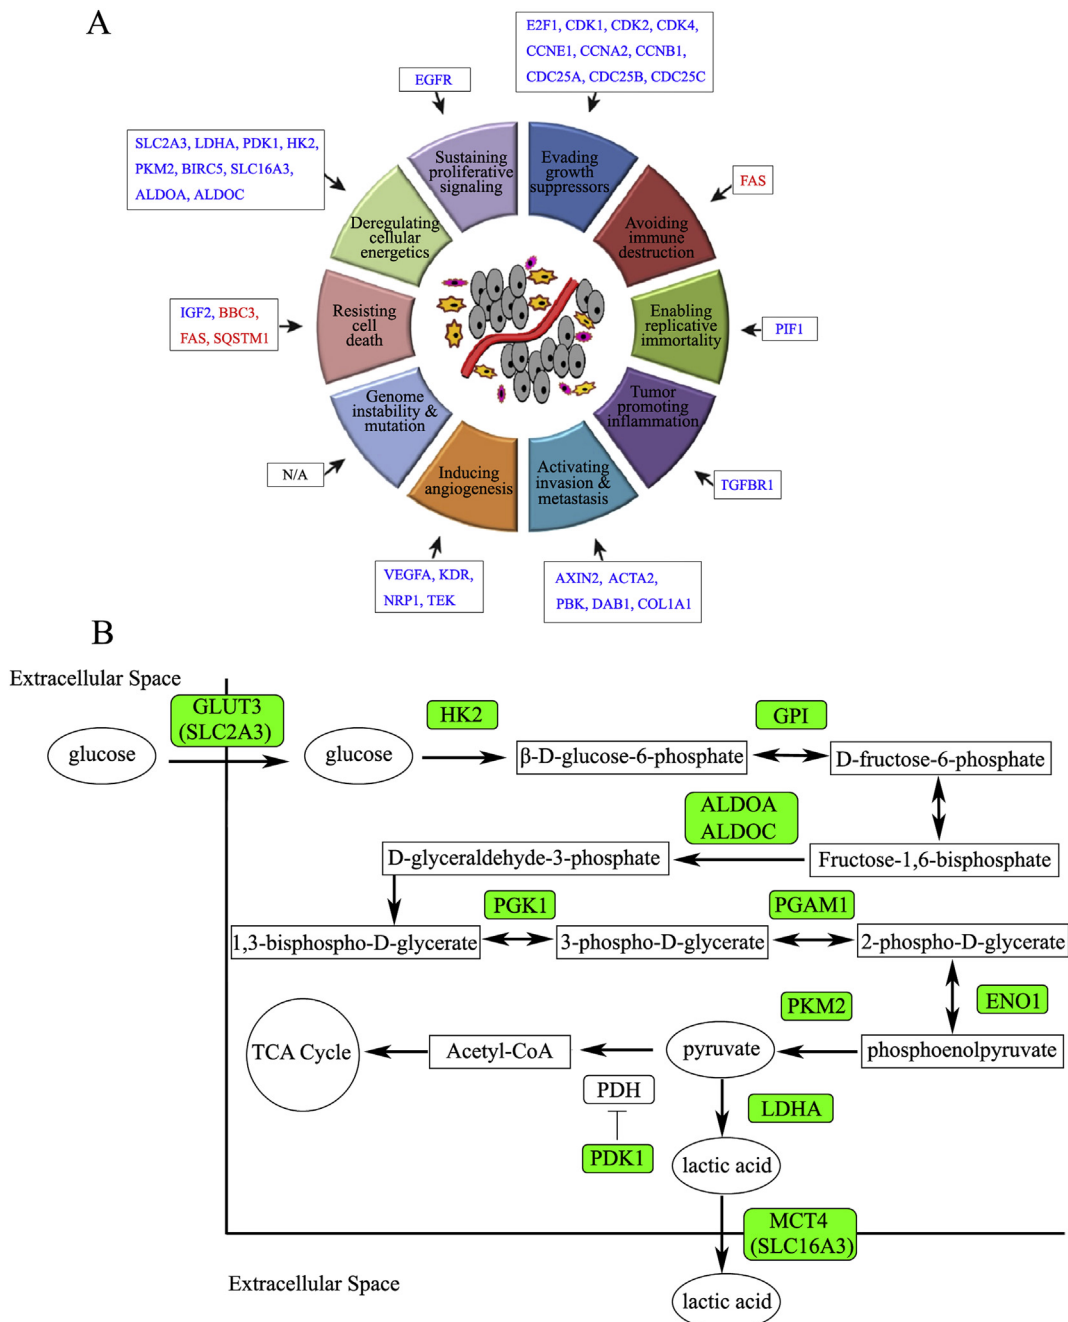 A
E2F1, CDK1, CDK2, CDK4,
CCNE1, CCNA2, CCNB1,
CDC25A, CDC25B, CDC25C
EGFR
SLC2A3, LDHA, PDK1, HK2,
PKM2, BIRC5, SLC16A3,
ALDOA, ALDOC
Sustaining
proliferative
signaling
Evading
growth
suppressors
FAS
Deregulating
cellular
energetics
Avoiding
immune
destruction
IGF2, BBC3,
FAS, SQSTM1
Resisting
cell
death
Enabling
replicative
immortality
PIF1
Genome
instability &
mutation
Tumor
promoting
inflammation
N/A
Inducing
angiogenesis
Activating
invasion &
metastasis
TGFBR1
VEGFA, KDR,
NRP1, TEK
AXIN2, ACTA2,
PBK, DAB1, COL1A1
B
Extracellular Space
GLUT3
(SLC2A3)
HK2
GPI
glucose
glucose
β-D-glucose-6-phosphate
D-fructose-6-phosphate
ALDOA
ALDOC
D-glyceraldehyde-3-phosphate
Fructose-1,6-bisphosphate
PGK1
PGAM1
1,3-bisphospho-D-glycerate
3-phospho-D-glycerate
2-phospho-D-glycerate
PKM2
ENO1
TCA Cycle
Acetyl-CoA
pyruvate
phosphoenolpyruvate
PDH
LDHA
PDK1
lactic acid
MCT4
(SLC16A3)
Extracellular Space
lactic acid